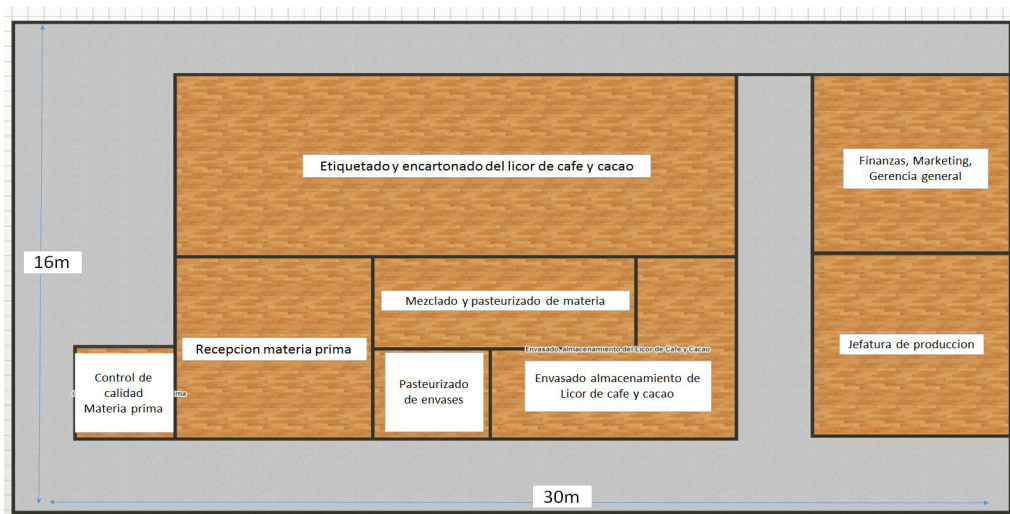 Etiquetado y encartonado del licor de cafe y cacao
Finanzas, Marketing,
Gerencia general
16m
Mezclado y pasteurizado de materia
Recepcion materia prima
Jefatura de produccion
Envasado, almacenamiento del Licor de Cafe y Cacao
Control de
calidad
Materia prima
Pasteurizado
de envases
Envasado almacenamiento de
Licor de cafe y cacao
30m